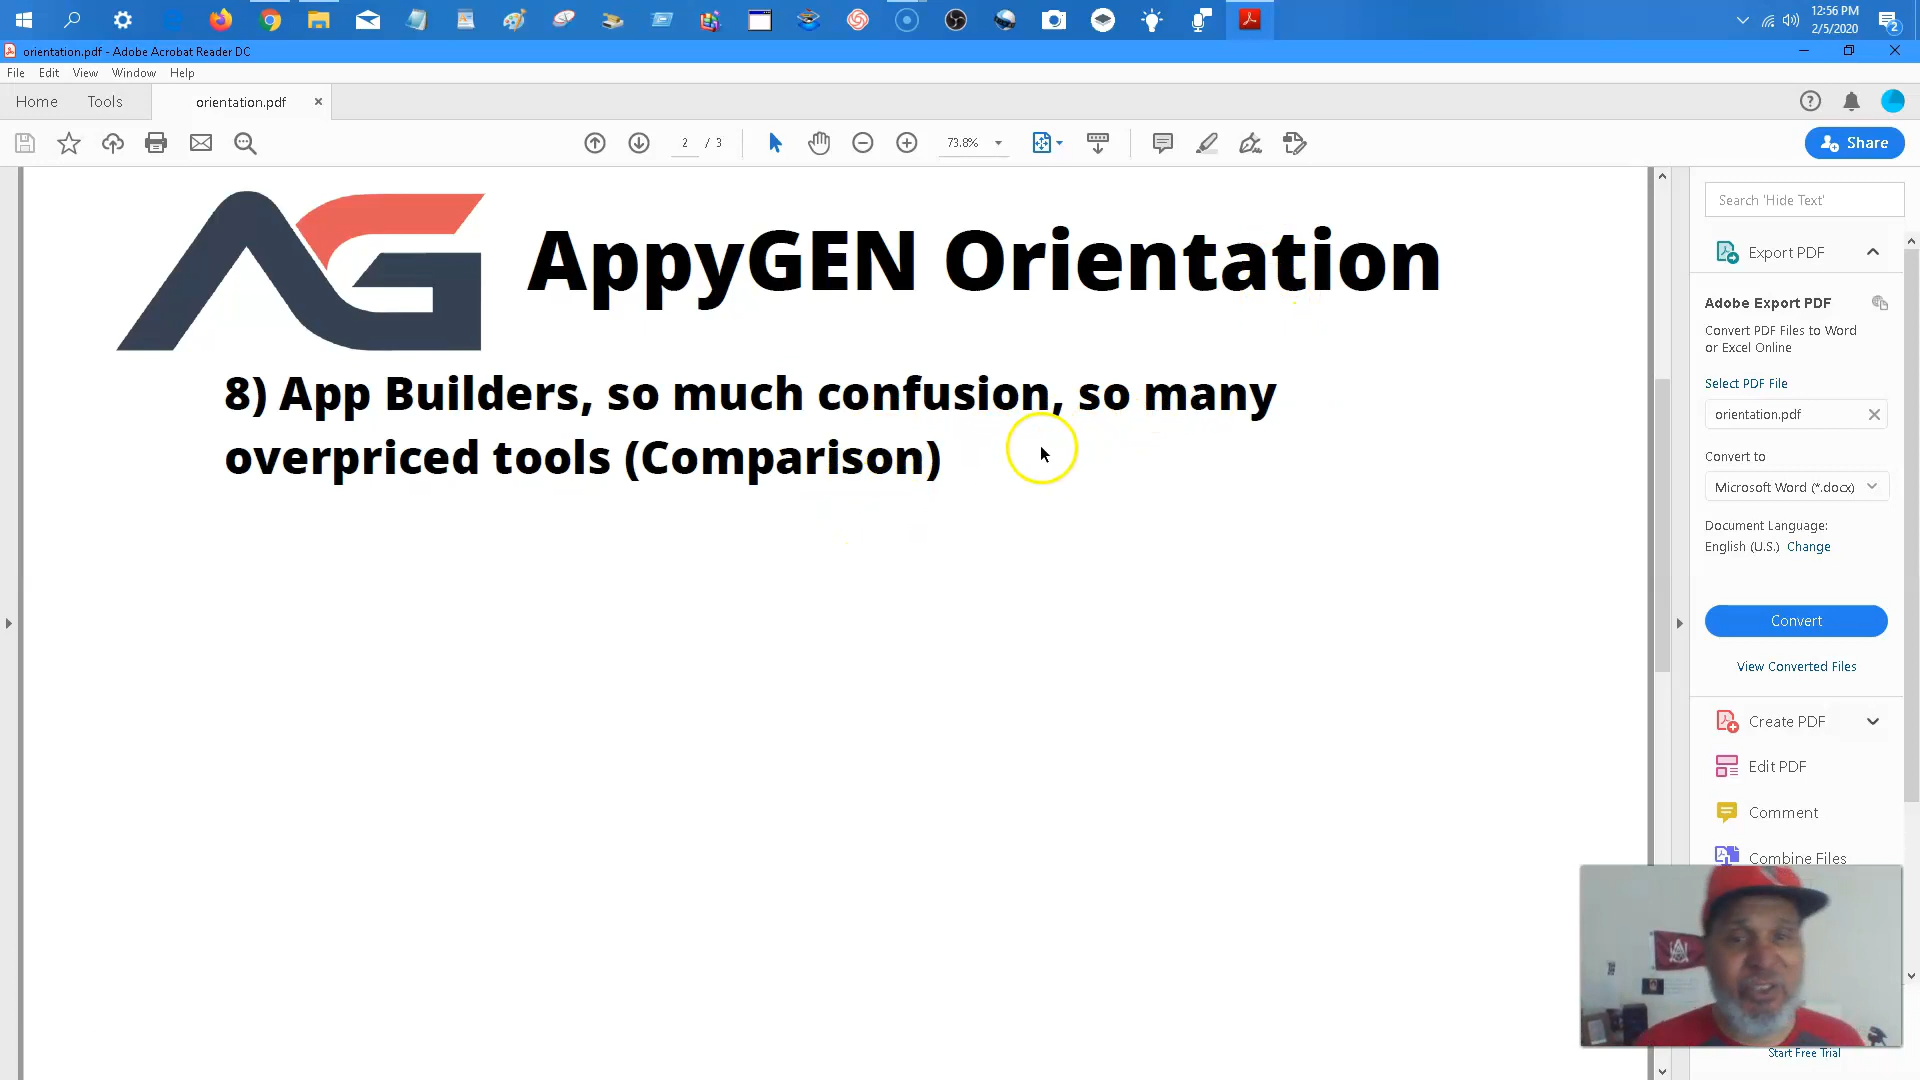 12:56 PM
2/5/2020
2
orientation.pdf - Adobe Acrobat Reader DC
File Edit View Window Help
Home Tools orientation.pdf
2 / 3 73.8% Share
AG AppyGEN Orientation
8) App Builders, so much confusion, so many
overpriced tools (Comparison)
Search 'Hide Text'
Export PDF
Adobe Export PDF
Convert PDF Files to Word
or Excel Online
Select PDF File
orientation.pdf
Convert to
Microsoft Word (*.docx)
Document Language:
English (U.S.) Change
Convert
View Converted Files
Create PDF
Edit PDF
Comment
Combine Files
Start Free Trial